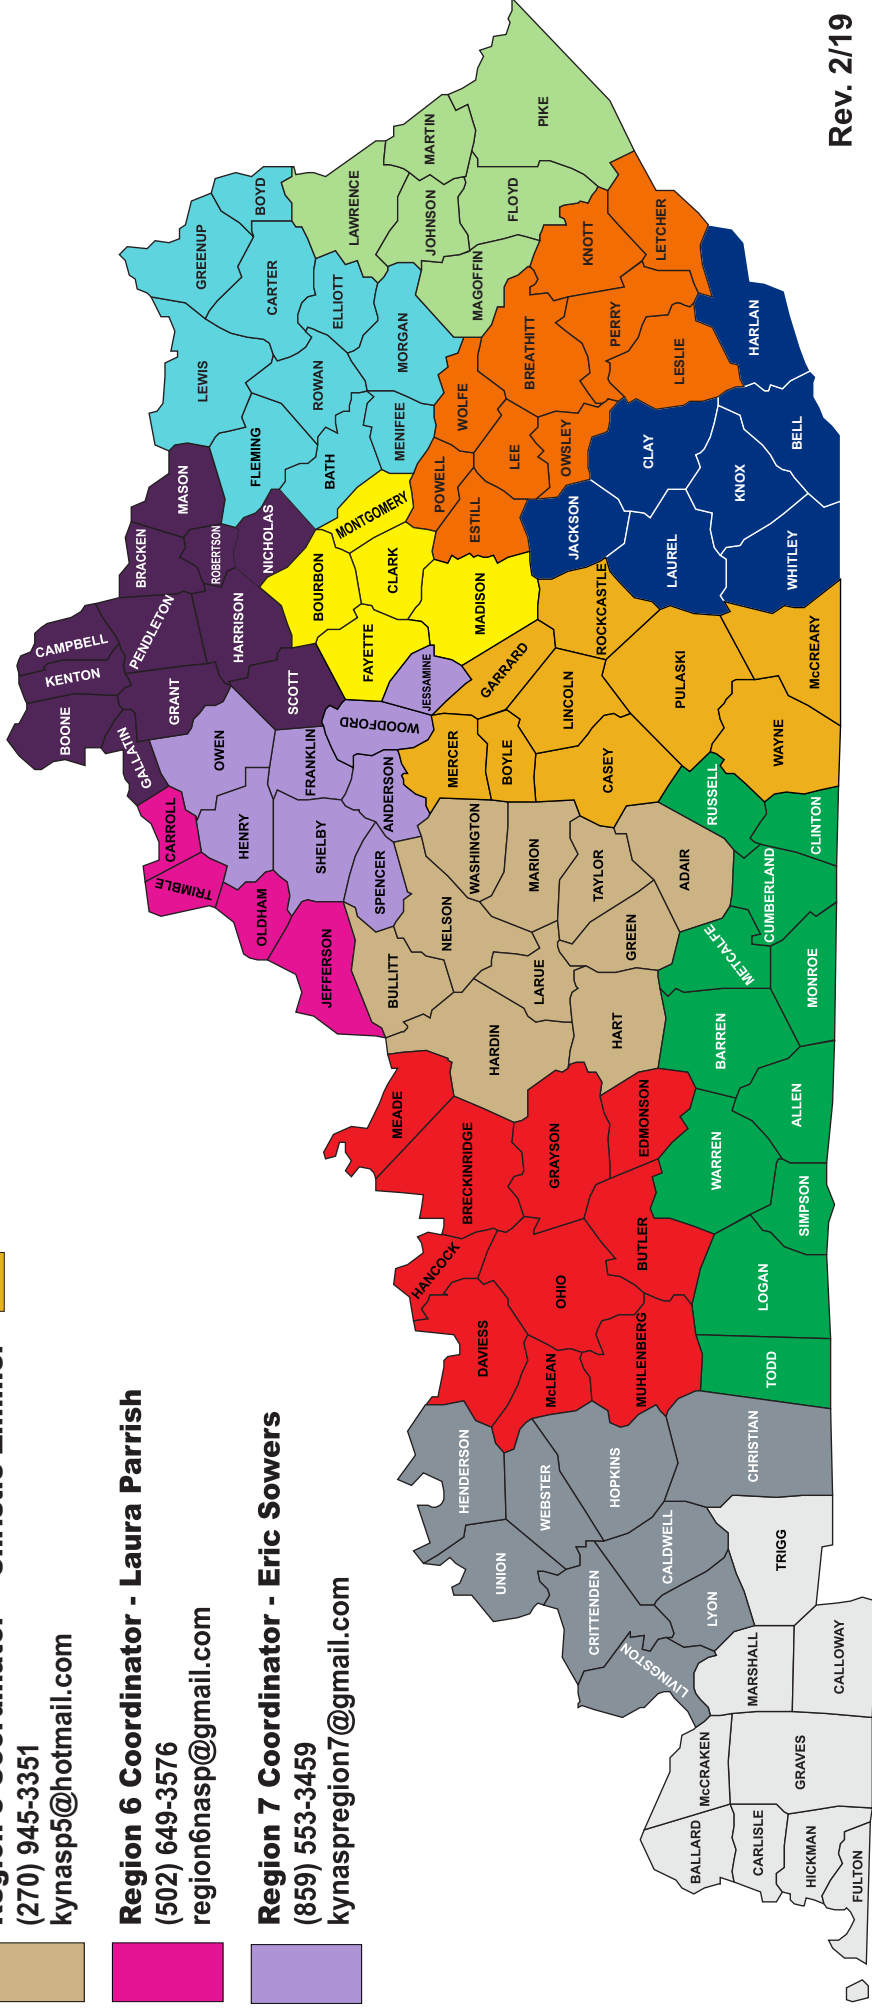 (270) 945-3351
kynasp5@hotmail.com
Region 6 Coordinator - Laura Parrish
(502) 649-3576
region6nasp@gmail.com
Region 7 Coordinator - Eric Sowers
(859) 553-3459
kynaspregion7@gmail.com
BALLARD
CARLISLE
HICKMAN
FULTON
McCRAKEN
GRAVES
MARSHALL
CALLOWAY
TRIGG
LIVINGSTON
CRITTENDEN
LYON
CALDWELL
UNION
WEBSTER
HENDERSON
HOPKINS
CHRISTIAN
DAVIESS
McLEAN
MUHLENBERG
HANCOCK
OHIO
BUTLER
BRECKINRIDGE
GRAYSON
EDMONSON
MEADE
TODD
LOGAN
SIMPSON
WARREN
ALLEN
BARREN
MONROE
METCALFE
CUMBERLAND
CLINTON
RUSSELL
HARDIN
HART
LARUE
BULLITT
NELSON
GREEN
TAYLOR
ADAIR
MARION
WASHINGTON
JEFFERSON
OLDHAM
TRIMBLE
CARROLL
HENRY
SHELBY
SPENCER
ANDERSON
OWEN
FRANKLIN
WOODFORD
JESSAMINE
MERCER
BOYLE
CASEY
LINCOLN
GARRARD
ROCKCASTLE
PULASKI
WAYNE
McCREARY
GALLATIN
BOONE
KENTON
CAMPBELL
GRANT
PENDLETON
SCOTT
HARRISON
BRACKEN
ROBERTSON
NICHOLAS
MASON
FAYETTE
BOURBON
CLARK
MADISON
MONTGOMERY
LEWIS
FLEMING
BATH
ROWAN
MENIFEE
MORGAN
ELLIOTT
CARTER
GREENUP
BOYD
ESTILL
POWELL
LEE
WOLFE
OWSLEY
BREATHITT
PERRY
LESLIE
KNOTT
LETCHER
JACKSON
LAUREL
WHITLEY
CLAY
KNOX
BELL
HARLAN
LAWRENCE
MARTIN
JOHNSON
MAGOFFIN
FLOYD
PIKE
Rev. 2/19